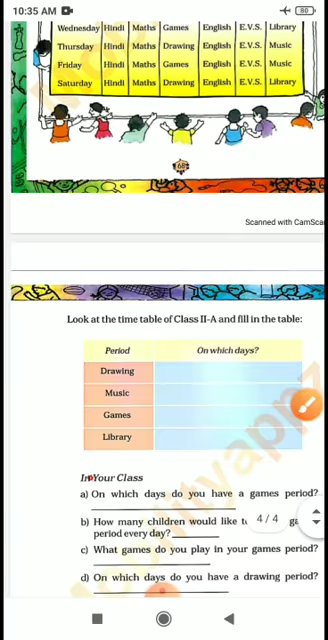 10:35 AM
80
Wednesday Hindi Maths Games English E.V.S. Library
Thursday Hindi Maths Drawing English E.V.S. Music
Friday Hindi Maths Games English E.V.S. Music
Saturday Hindi Maths Drawing English E.V.S. Library
68
Scanned with CamSca
Look at the time table of Class II-A and fill in the table:
Period On which days?
Drawing
Music
Games
Library
In Your Class
a) On which days do you have a games period?
b) How many children would like t 4 / 4 ga
period every day?
c) What games do you play in your games period?
d) On which days do you have a drawing period?